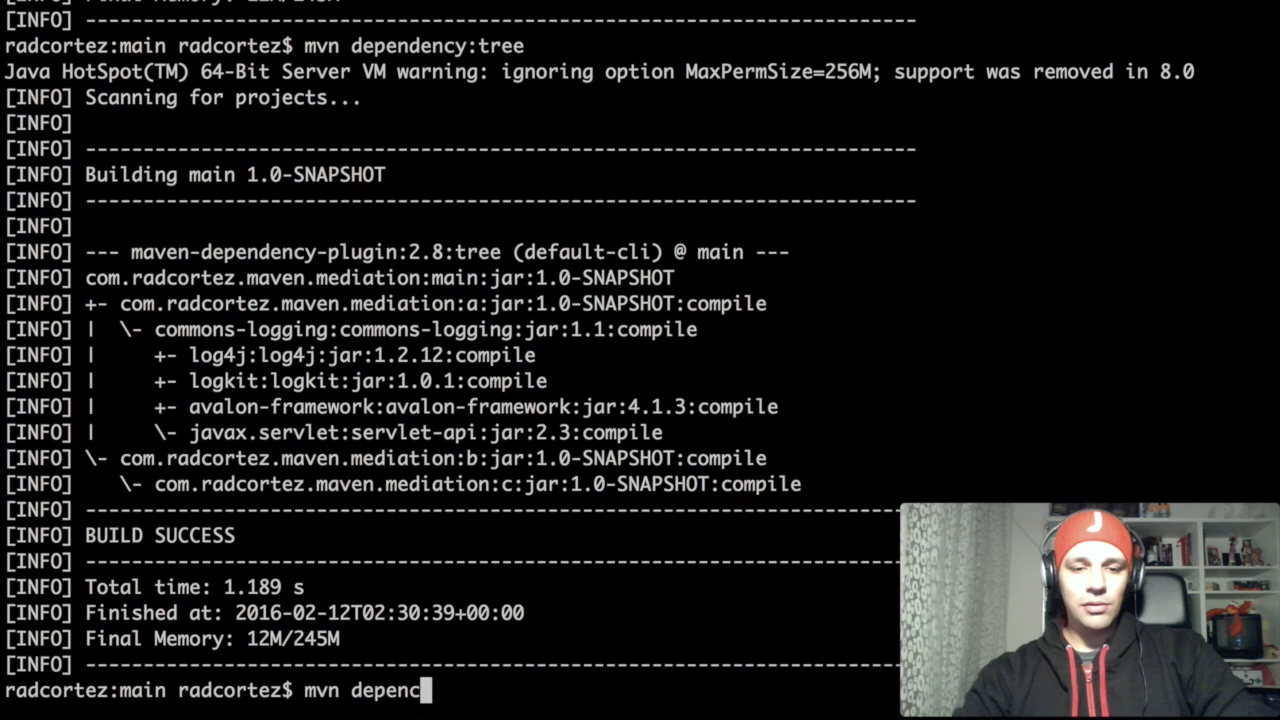 [INFO] ------------------------------------------------------------------------
radcortez:main radcortez$ mvn dependency:tree
Java HotSpot(TM) 64-Bit Server VM warning: ignoring option MaxPermSize=256M; support was removed in 8.0
[INFO] Scanning for projects...
[INFO]
[INFO] ------------------------------------------------------------------------
[INFO] Building main 1.0-SNAPSHOT
[INFO] ------------------------------------------------------------------------
[INFO]
[INFO] --- maven-dependency-plugin:2.8:tree (default-cli) @ main ---
[INFO] com.radcortez.maven.mediation:main:jar:1.0-SNAPSHOT
[INFO] +- com.radcortez.maven.mediation:a:jar:1.0-SNAPSHOT:compile
[INFO] |  \- commons-logging:commons-logging:jar:1.1:compile
[INFO] |     +- log4j:log4j:jar:1.2.12:compile
[INFO] |     +- logkit:logkit:jar:1.0.1:compile
[INFO] |     +- avalon-framework:avalon-framework:jar:4.1.3:compile
[INFO] |     \- javax.servlet:servlet-api:jar:2.3:compile
[INFO] \- com.radcortez.maven.mediation:b:jar:1.0-SNAPSHOT:compile
[INFO]    \- com.radcortez.maven.mediation:c:jar:1.0-SNAPSHOT:compile
[INFO] ------------------------------------------------------------------------
[INFO] BUILD SUCCESS
[INFO] ------------------------------------------------------------------------
[INFO] Total time: 1.189 s
[INFO] Finished at: 2016-02-12T02:30:39+00:00
[INFO] Final Memory: 12M/245M
[INFO] ------------------------------------------------------------------------
radcortez:main radcortez$ mvn depenc
J